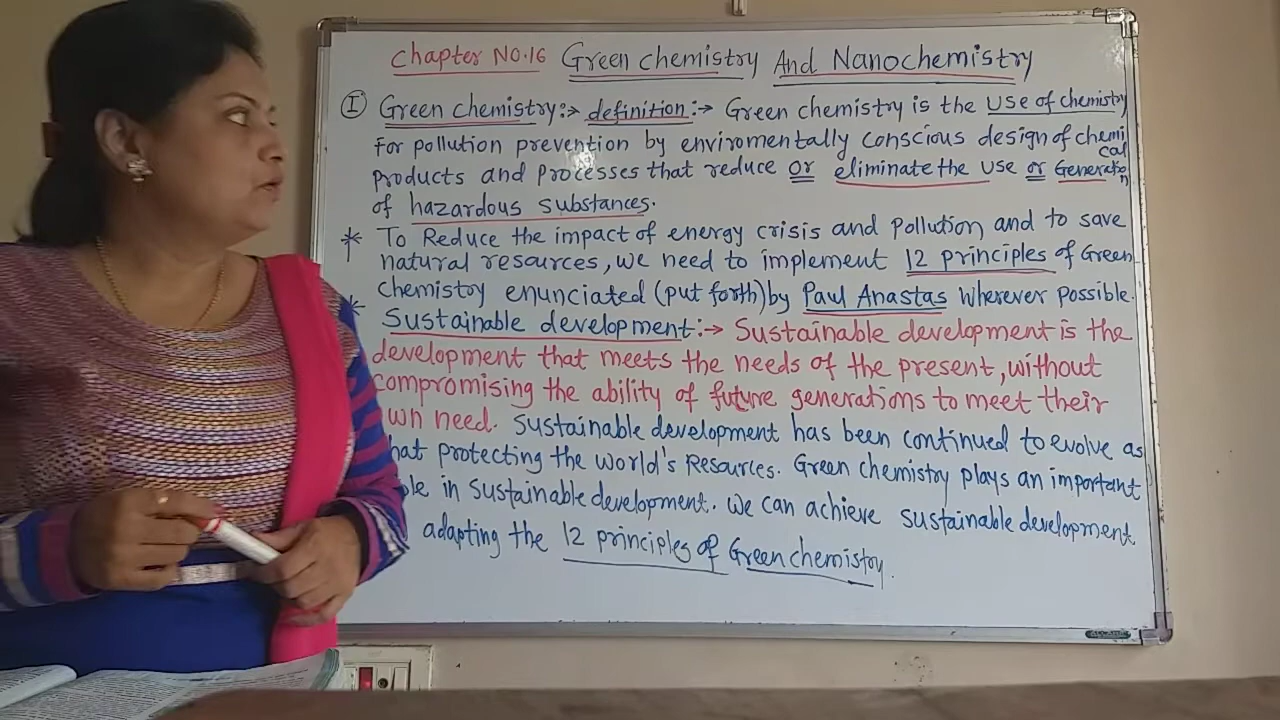 Chapter No.16 Green chemistry And Nanochemistry
I Green chemistry:-> definition:-> Green chemistry is the use of chemistry
for pollution prevention by enviromentally conscious design of chemical
products and processes that reduce or eliminate the use or Generation
of hazardous substances.
* To Reduce the impact of energy crisis and pollution and to save
natural resources, we need to implement 12 principles of Green
chemistry enunciated (put forth) by Paul Anastas wherever possible.
* Sustainable development:-> Sustainable development is the
development that meets the needs of the present, without
compromising the ability of future generations to meet their
wn need. Sustainable development has been continued to evolve as
hat protecting the world's Resources. Green chemistry plays an important
ole in sustainable development. we can achieve sustainable development
adapting the 12 principles of Green chemistry.